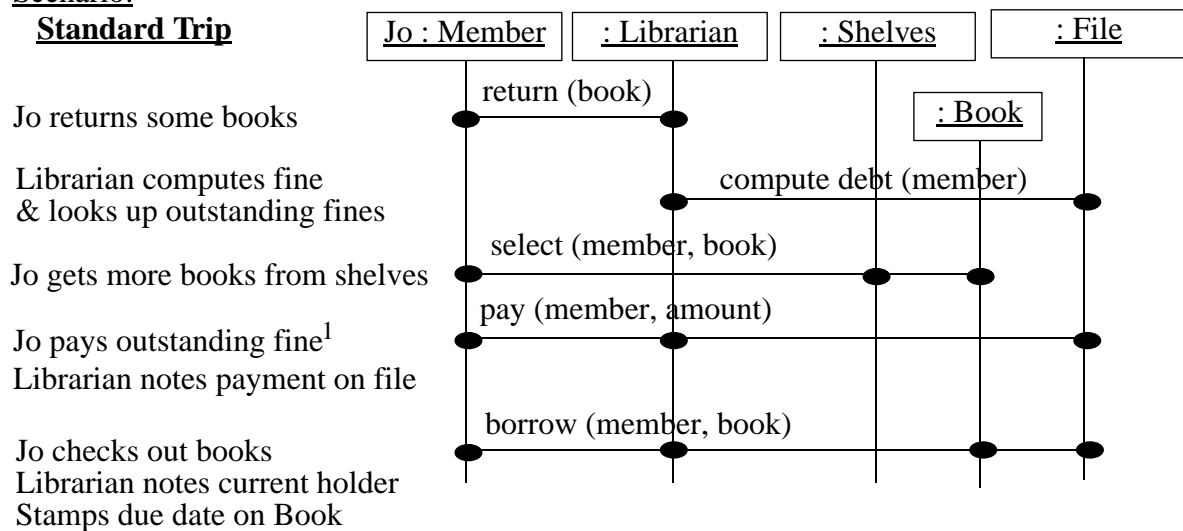 Scenario:
Standard Trip
Jo : Member
: Librarian
: Shelves
: File
: Book
Jo returns some books
return (book)
Librarian computes fine
& looks up outstanding fines
compute debt (member)
Jo gets more books from shelves
select (member, book)
Jo pays outstanding fine1
pay (member, amount)
Librarian notes payment on file
Jo checks out books
borrow (member, book)
Librarian notes current holder
Stamps due date on Book